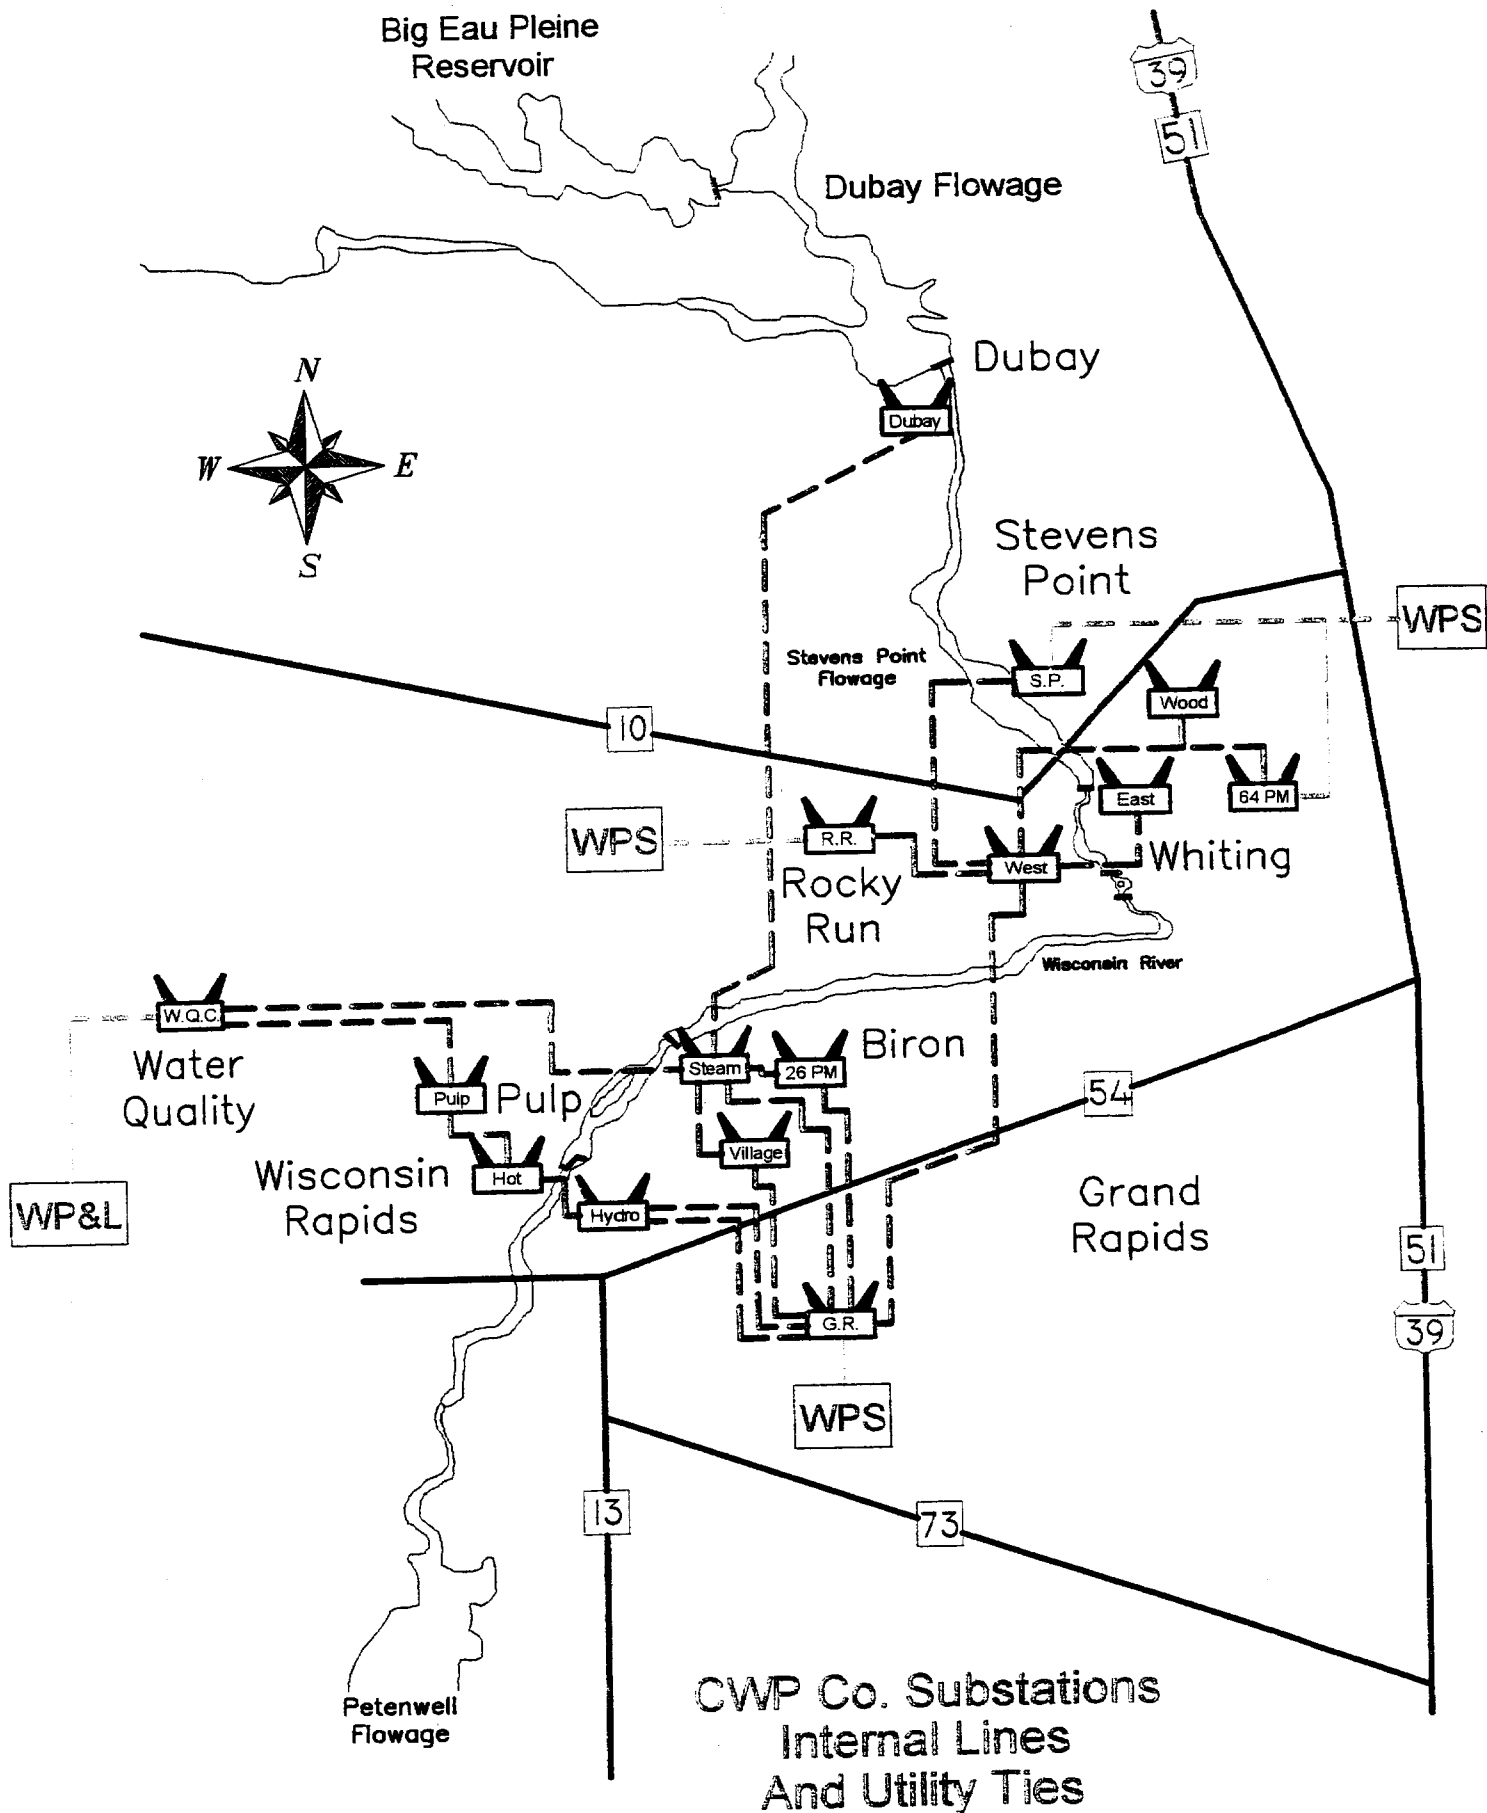 Big Eau Pleine
Reservoir
39
51
Dubay Flowage
N
W
E
S
Dubay
Dubay
Stevens
Point
WPS
Stevens Point
Flowage
S.P.
Wood
10
East
64 PM
WPS
R.R.
West
Whiting
Rocky
Run
Wisconsin River
W.Q.C.
Water
Quality
Steam
26 PM
Biron
Pulp
Pulp
54
Village
Wisconsin
Rapids
Hot
Hydro
WP&L
Grand
Rapids
51
G.R.
39
WPS
13
73
Petenwell
Flowage
CWP Co. Substations
Internal Lines
And Utility Ties